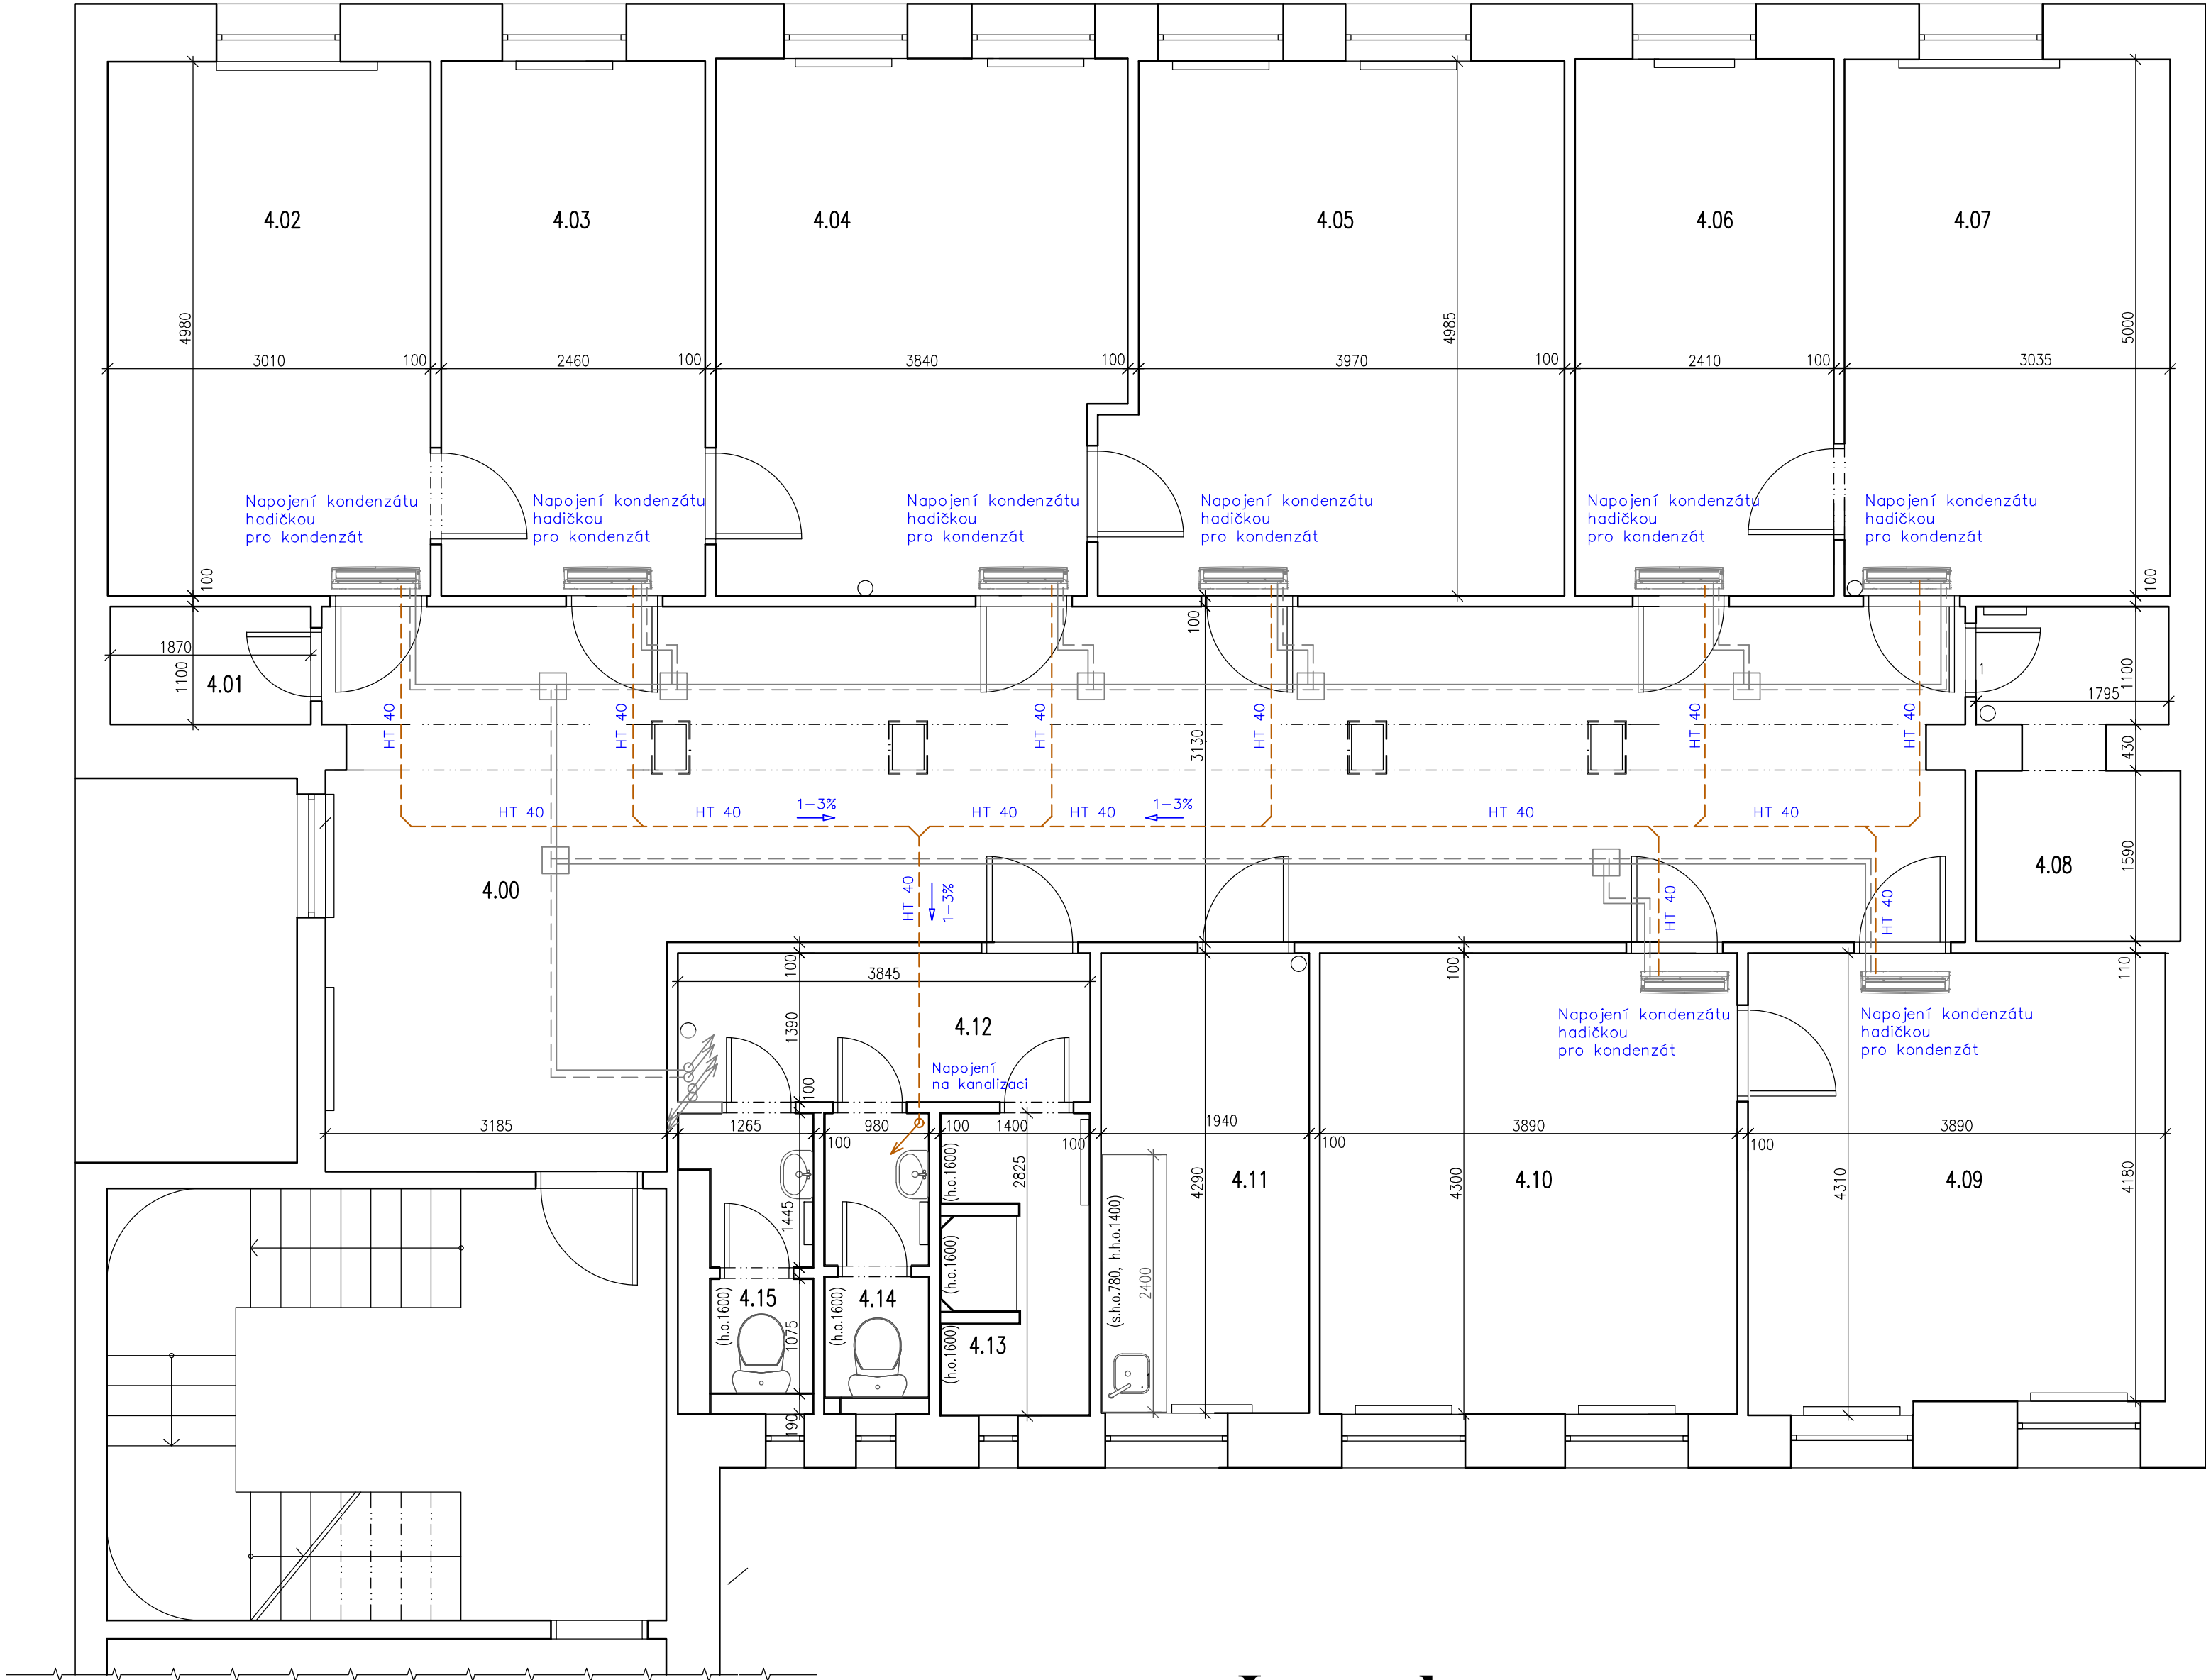 4.02
4.03
4.04
4.05
4.06
4.07
4980
4985
5000
3010
100
2460
100
3840
100
3970
100
2410
100
3035
Napojení kondenzátu
hadičkou
pro kondenzát
Napojení kondenzátu
hadičkou
pro kondenzát
Napojení kondenzátu
hadičkou
pro kondenzát
Napojení kondenzátu
hadičkou
pro kondenzát
Napojení kondenzátu
hadičkou
pro kondenzát
Napojení kondenzátu
hadičkou
pro kondenzát
100
100
100
1870
1100
4.01
1
1100
1795
HT 40
HT 40
HT 40
HT 40
HT 40
HT 40
3130
430
HT 40
HT 40
1-3%
HT 40
HT 40
1-3%
HT 40
HT 40
4.00
HT 40
1-3%
HT 40
HT 40
4.08
1590
100
3845
100
110
1390
4.12
Napojení
na kanalizaci
Napojení kondenzátu
hadičkou
pro kondenzát
Napojení kondenzátu
hadičkou
pro kondenzát
100
3185
1265
100
980
100
1400
100
1940
100
3890
100
3890
(h.o.1600)
2825
4290
4.11
4300
4.10
4310
4.09
4180
1445
(s.h.o.780, h.h.o.1400)
2400
(h.o.1600)
4.15
(h.o.1600)
4.14
(h.o.1600)
1075
4.13
(h.o.1600)
190